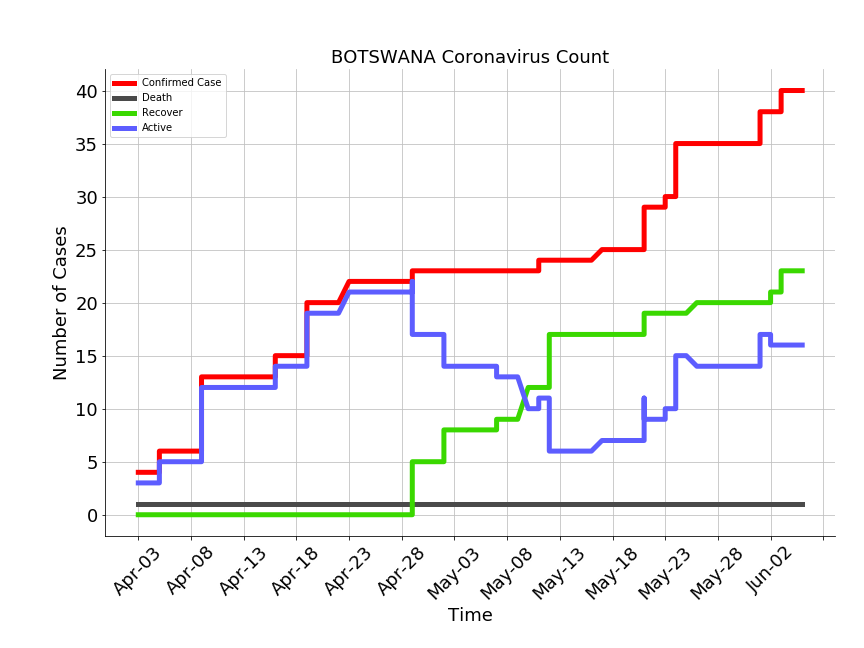 BOTSWANA Coronavirus Count
Confirmed Case
Death
Recover
Active
Number of Cases
40
35
30
25
20
15
10
5
0
Apr-03
Apr-08
Apr-13
Apr-18
Apr-23
Apr-28
May-03
May-08
May-13
May-18
May-23
May-28
Jun-02
Time